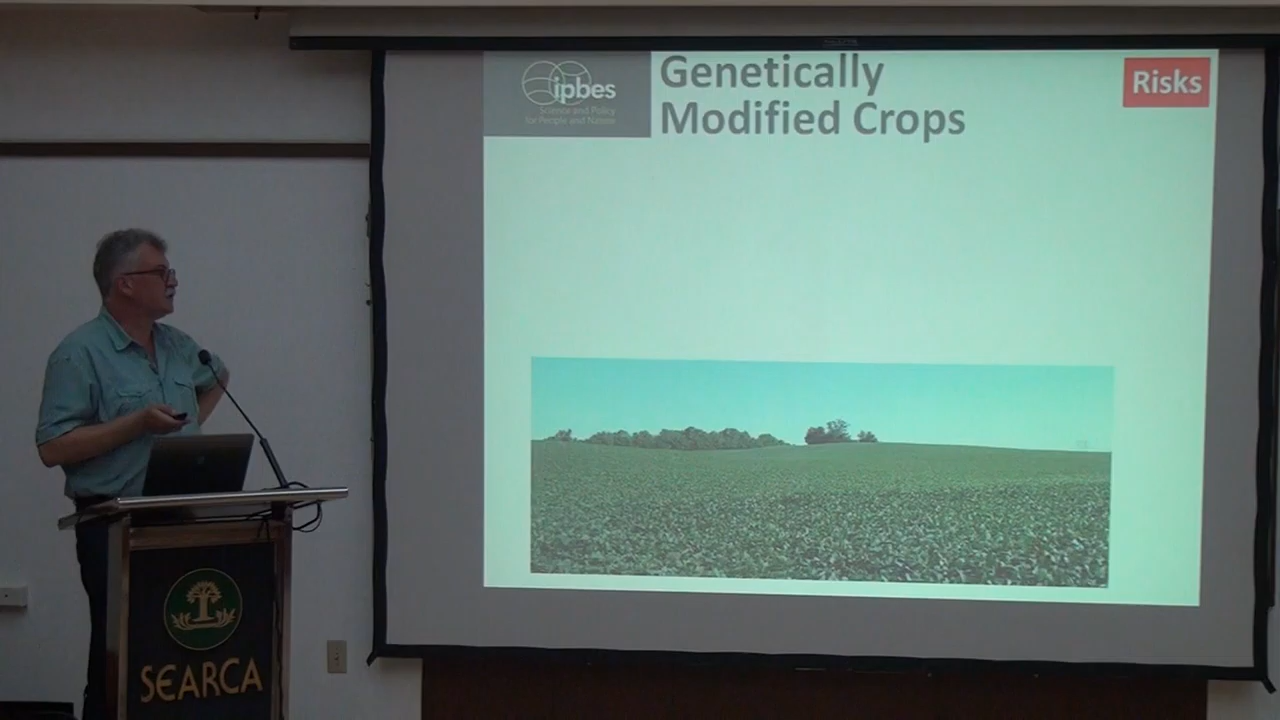 ipbes
Science and Policy
for People and Nature
Genetically
Modified Crops
Risks
SEARCA